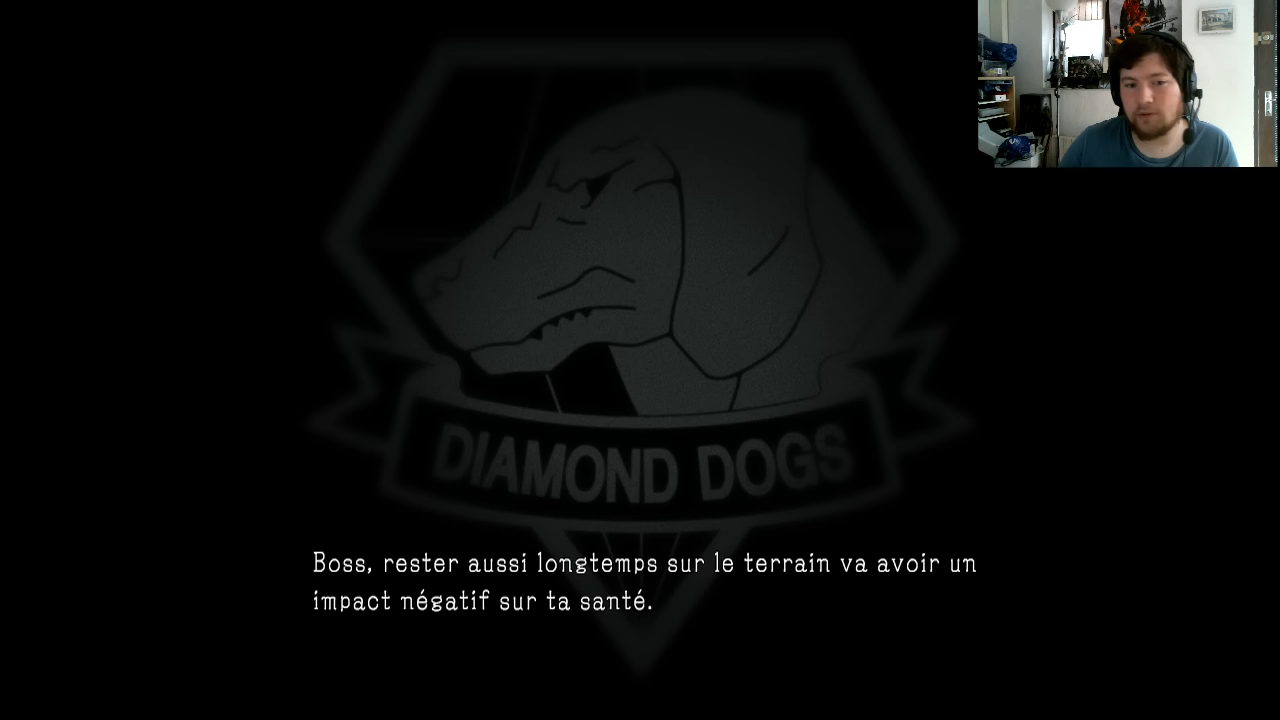 DIAMOND DOGS
Boss, rester aussi longtemps sur le terrain va avoir un
impact négatif sur ta santé.